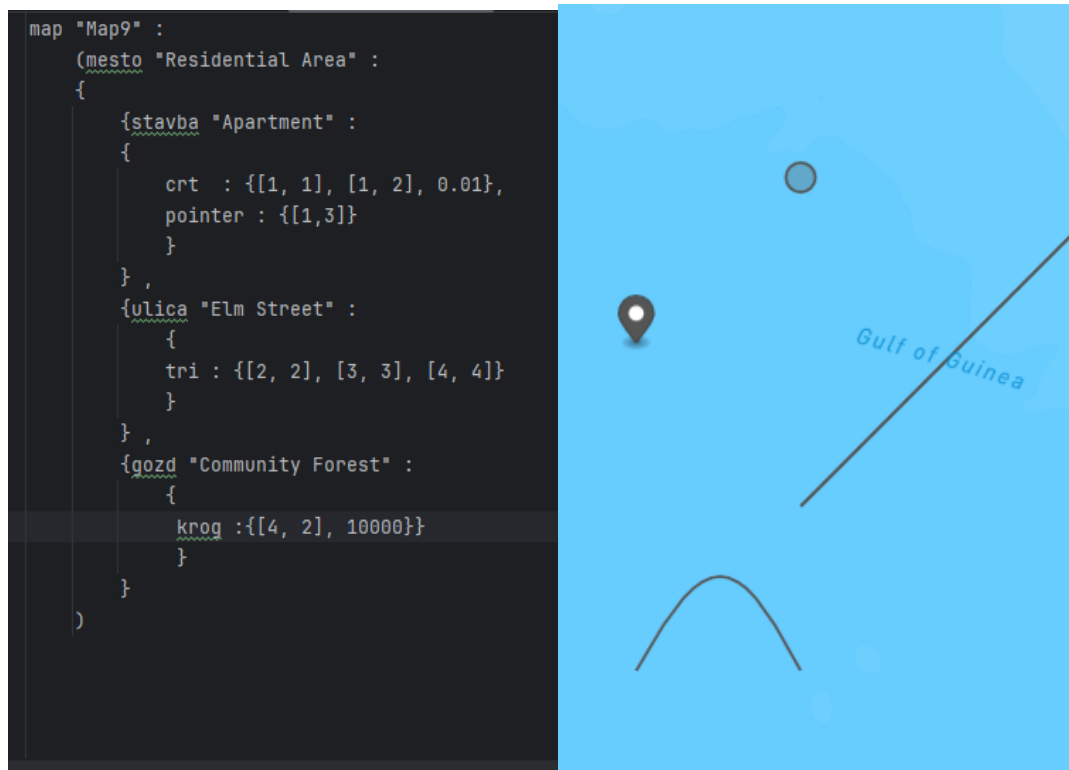 map "Map9" :
(mesto "Residential Area" :
{
{stavba "Apartment" :
{
crt  : {[1, 1], [1, 2], 0.01},
pointer : {[1,3]}
}
} ,
{ulica "Elm Street" :
{
tri : {[2, 2], [3, 3], [4, 4]}
}
} ,
{gozd "Community Forest" :
{
krog :{[4, 2], 10000}}
}
}
)
Gulf of Guinea